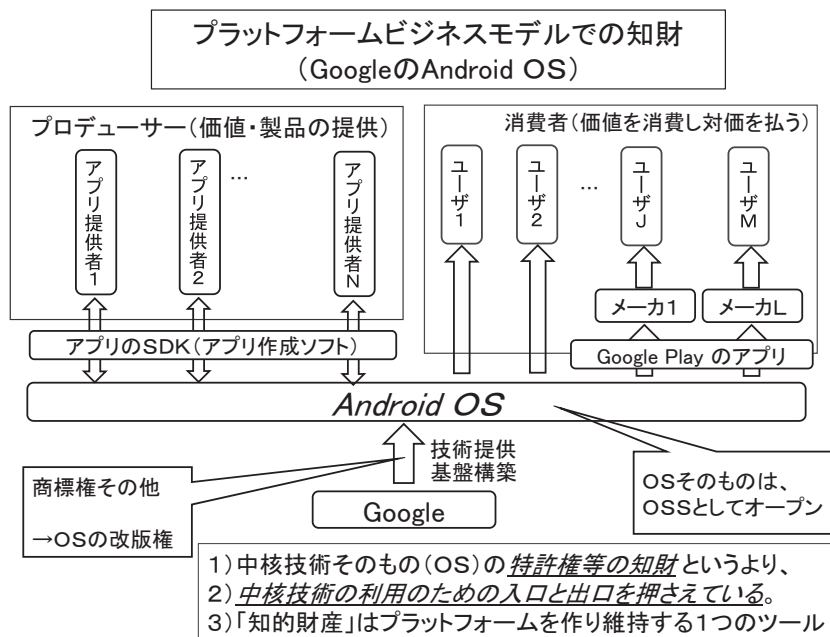 プラットフォームビジネスモデルでの知財
(GoogleのAndroid OS)
プロデューサー(価値・製品の提供)
アプリ提供者1
アプリ提供者2
…
アプリ提供者N
消費者(価値を消費し対価を払う)
ユーザ1
ユーザ2
…
ユーザJ
ユーザM
メーカ1
メーカL
アプリのSDK(アプリ作成ソフト)
Google Play のアプリ
Android OS
技術提供
基盤構築
商標権その他
→OSの改版権
Google
OSそのものは、
OSSとしてオープン
1)中核技術そのもの(OS)の特許権等の知財というより、
2)中核技術の利用のための入口と出口を押さえている。
3)「知的財産」はプラットフォームを作り維持する1つのツール